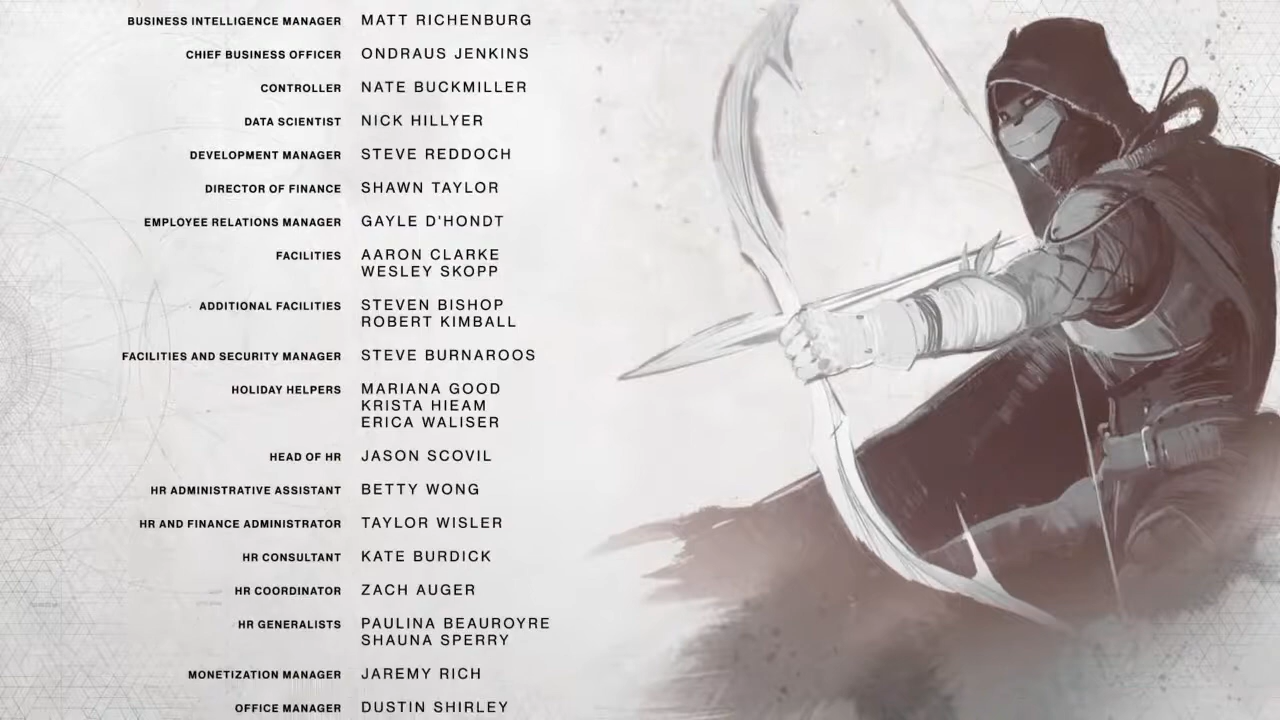 BUSINESS INTELLIGENCE MANAGER MATT RICHENBURG
CHIEF BUSINESS OFFICER ONDRAUS JENKINS
CONTROLLER NATE BUCKMILLER
DATA SCIENTIST NICK HILLYER
DEVELOPMENT MANAGER STEVE REDDOCH
DIRECTOR OF FINANCE SHAWN TAYLOR
EMPLOYEE RELATIONS MANAGER GAYLE D'HONDT
FACILITIES AARON CLARKE
WESLEY SKOPP
ADDITIONAL FACILITIES STEVEN BISHOP
ROBERT KIMBALL
FACILITIES AND SECURITY MANAGER STEVE BURNAROOS
HOLIDAY HELPERS MARIANA GOOD
KRISTA HIEAM
ERICA WALISER
HEAD OF HR JASON SCOVIL
HR ADMINISTRATIVE ASSISTANT BETTY WONG
HR AND FINANCE ADMINISTRATOR TAYLOR WISLER
HR CONSULTANT KATE BURDICK
HR COORDINATOR ZACH AUGER
HR GENERALISTS PAULINA BEAUROYRE
SHAUNA SPERRY
MONETIZATION MANAGER JAREMY RICH
OFFICE MANAGER DUSTIN SHIRLEY